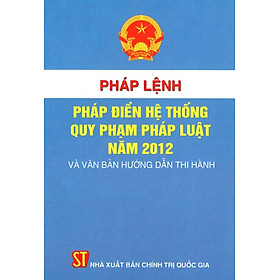 PHÁP LỆNH
PHÁP ĐIỂN HỆ THỐNG
QUY PHẠM PHÁP LUẬT
NĂM 2012
VÀ VĂN BẢN HƯỚNG DẪN THI HÀNH
ST NHÀ XUẤT BẢN CHÍNH TRỊ QUỐC GIA